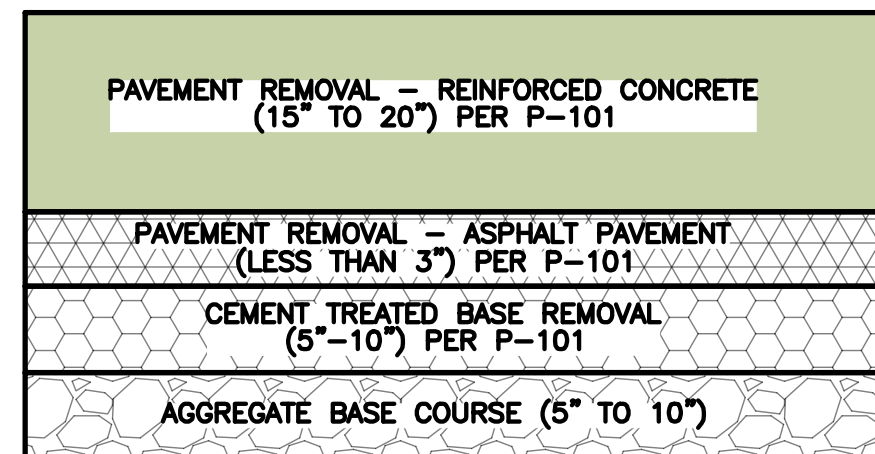 PAVEMENT REMOVAL – REINFORCED CONCRETE
(15" TO 20") PER P–101
PAVEMENT REMOVAL – ASPHALT PAVEMENT
(LESS THAN 3") PER P–101
CEMENT TREATED BASE REMOVAL
(5"–10") PER P–101
AGGREGATE BASE COURSE (5" TO 10")